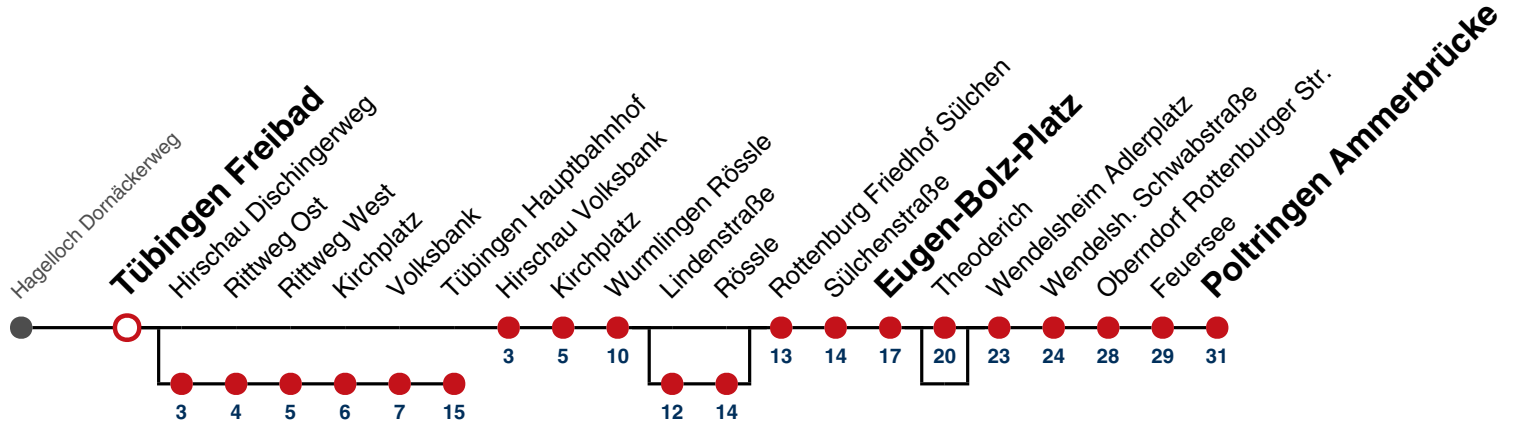 Hagelloch Dornäckerweg
Tübingen Freibad
Hirschau Dischingerweg
Rittweg Ost
Rittweg West
Kirchplatz
Volksbank
Tübingen Hauptbahnhof
Hirschau Volksbank
Kirchplatz
Wurmlingen Rössle
Lindenstraße
Rössle
Rottenburg Friedhof Sülchen
Sülchenstraße
Eugen-Bolz-Platz
Theoderich
Wendelsheim Adlerplatz
Wendelsh. Schwabstraße
Oberndorf Rottenburger Str.
Feuersee
Poltringen Ammerbrücke
3 5 10 13 14 17 20 23 24 28 29 31
3 4 5 6 7 15 12 14